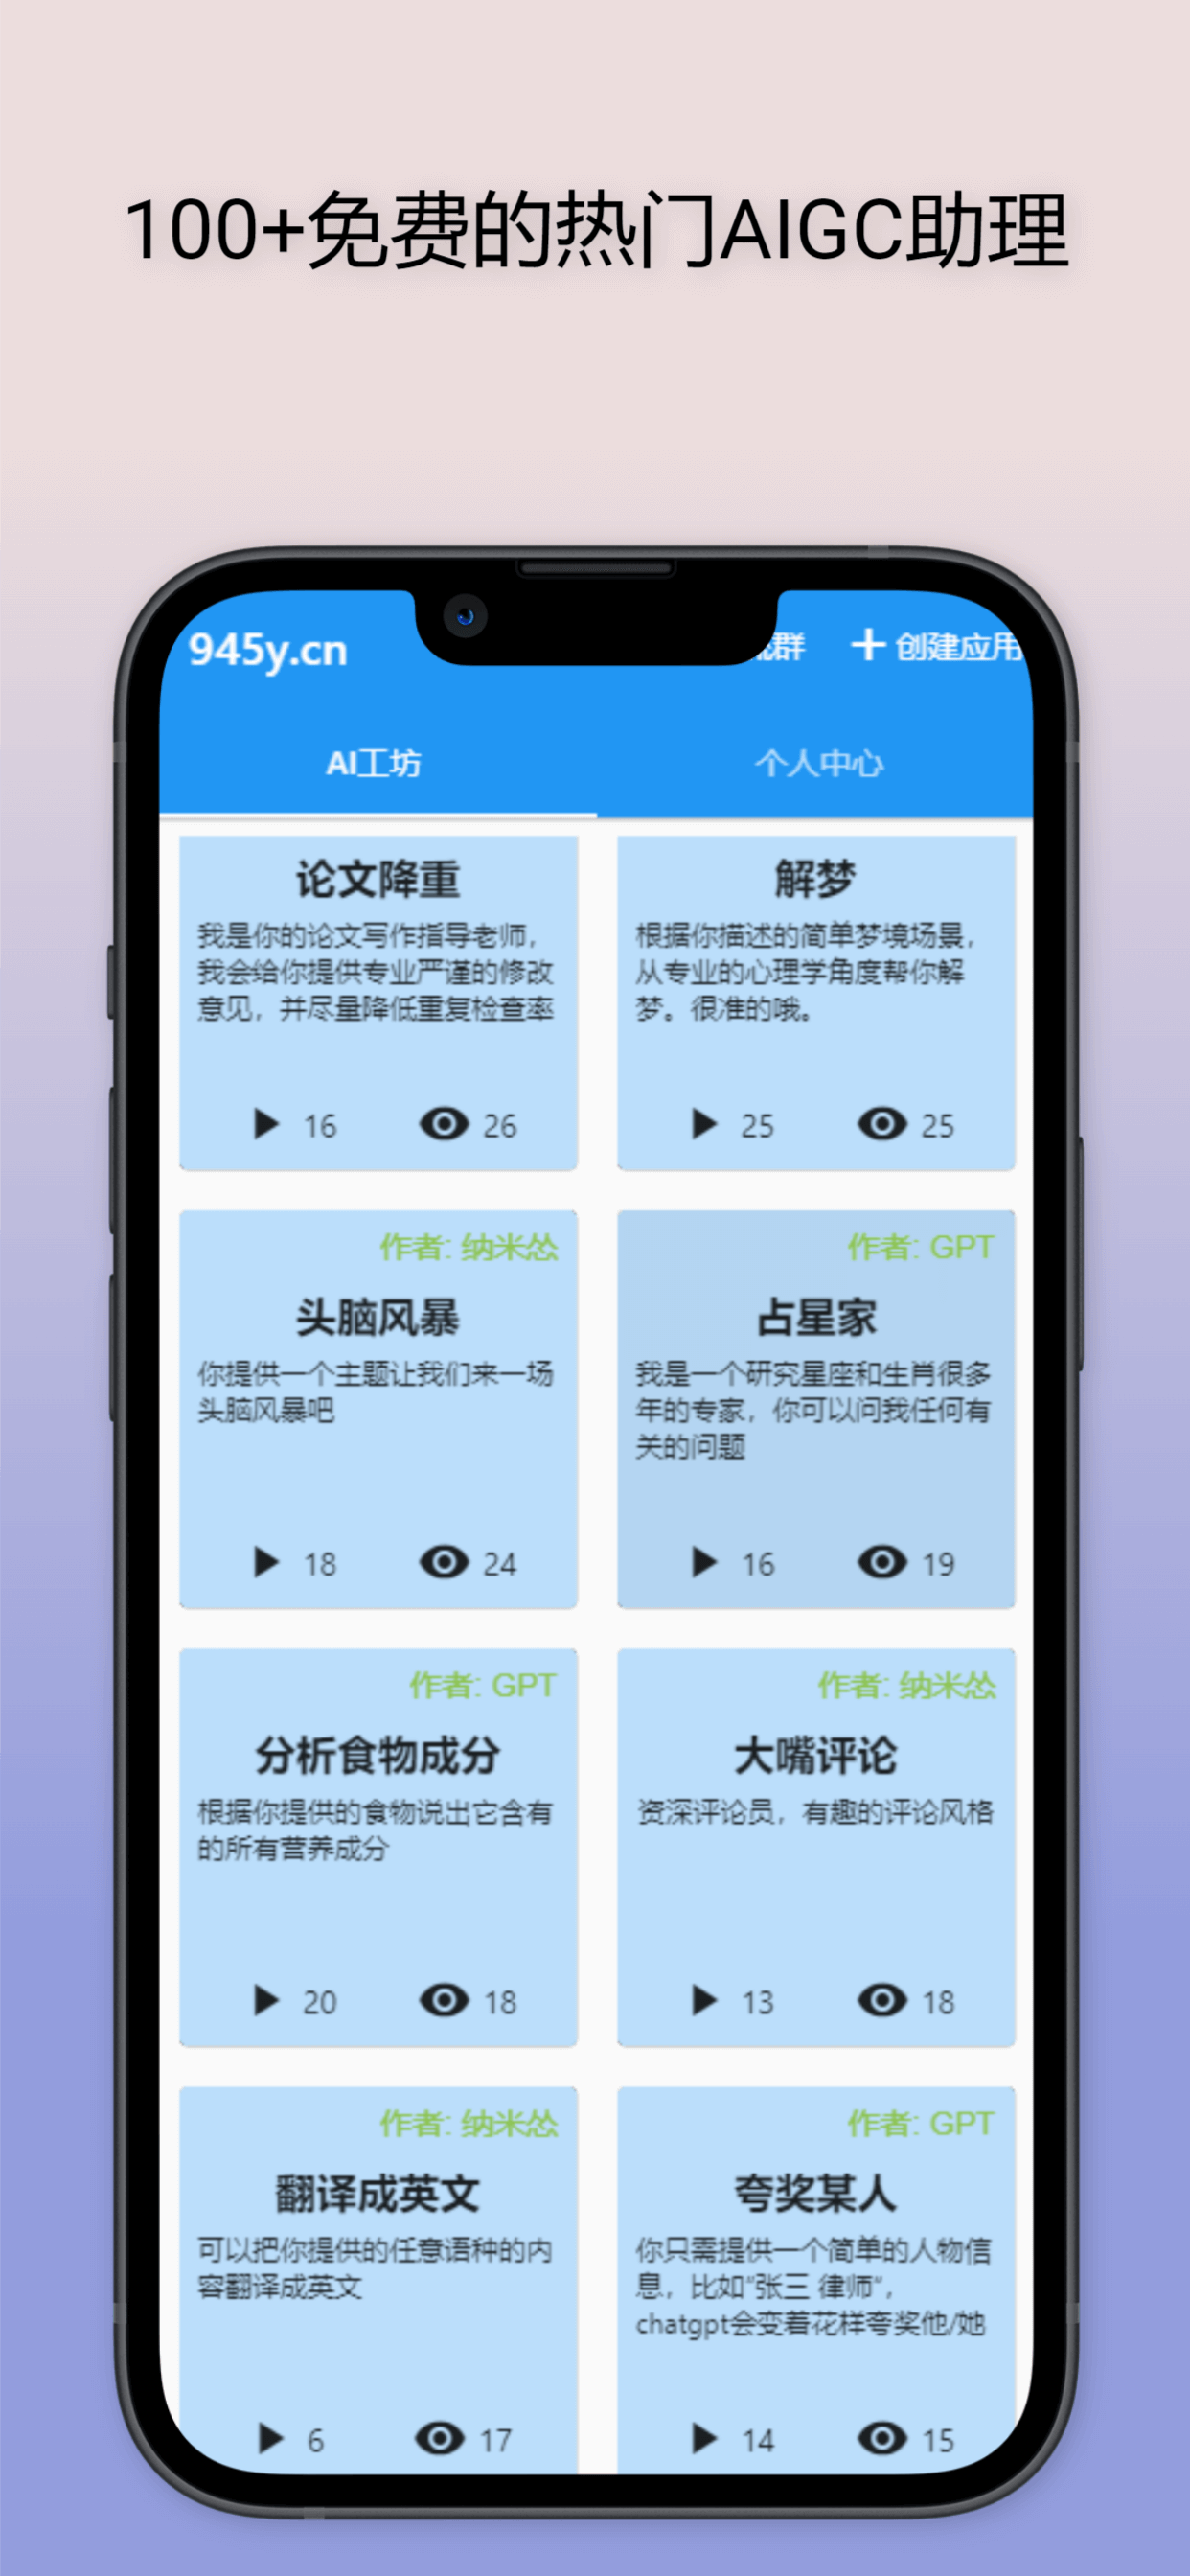 100+免费的热门AIGC助理
945y.cn
群
创建应用
AI工坊
个人中心
论文降重
我是你的论文写作指导老师，
我会给你提供专业严谨的修改
意见，并尽量降低重复检查率
16
26
解梦
根据你描述的简单梦境场景，
从专业的心理学角度帮你解
梦。很准的哦。
25
25
作者: 纳米怂
头脑风暴
你提供一个主题让我们来一场
头脑风暴吧
18
24
作者: GPT
占星家
我是一个研究星座和生肖很多
年的专家，你可以问我任何有
关的问题
16
19
作者: GPT
分析食物成分
根据你提供的食物说出它含有
的所有营养成分
20
18
作者: 纳米怂
大嘴评论
资深评论员，有趣的评论风格
13
18
作者: 纳米怂
翻译成英文
可以把你提供的任意语种的内
容翻译成英文
6
17
作者: GPT
夸奖某人
你只需提供一个简单的人物信
息，比如“张三 律师”，
chatgpt会变着花样夸奖他/她
14
15